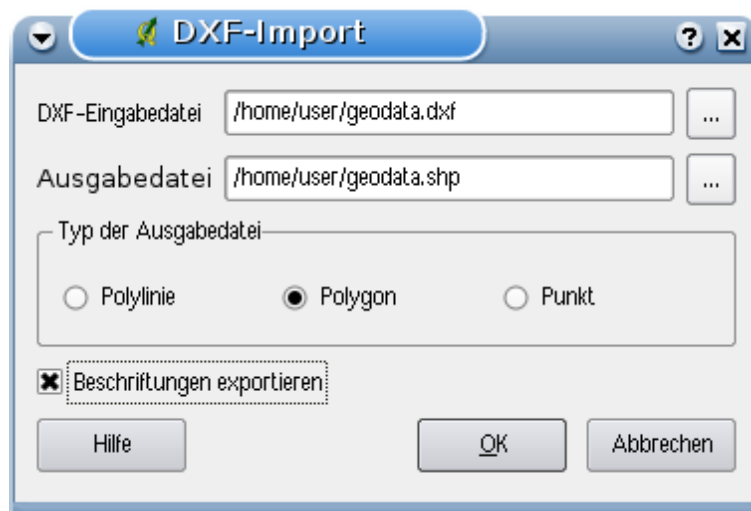 DXF-Import
DXF-Eingabedatei /home/user/geodata.dxf ...
Ausgabedatei /home/user/geodata.shp ...
Typ der Ausgabedatei
Polylinie Polygon Punkt
Beschriftungen exportieren
Hilfe OK Abbrechen